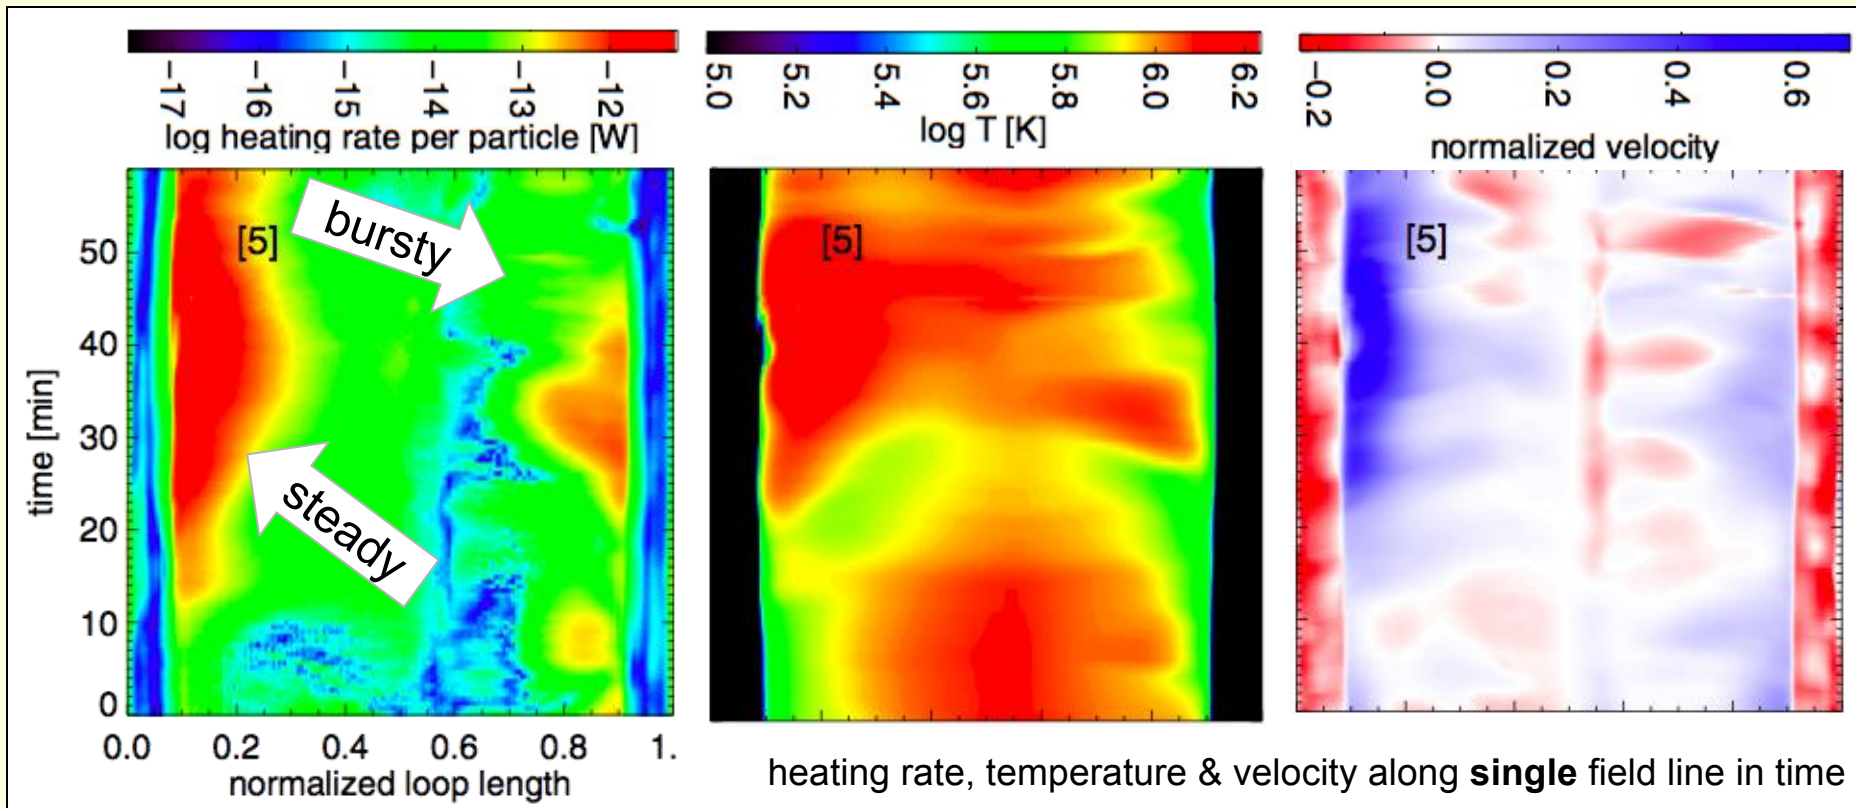 −17 −16 −15 −14 −13 −12
log heating rate per particle [W]
5.0 5.2 5.4 5.6 5.8 6.0 6.2
log T [K]
−0.2 0.0 0.2 0.4 0.6
normalized velocity
[5]
bursty
steady
[5]
[5]
50
40
30
20
10
0
time [min]
0.0 0.2 0.4 0.6 0.8 1.
normalized loop length
heating rate, temperature & velocity along single field line in time